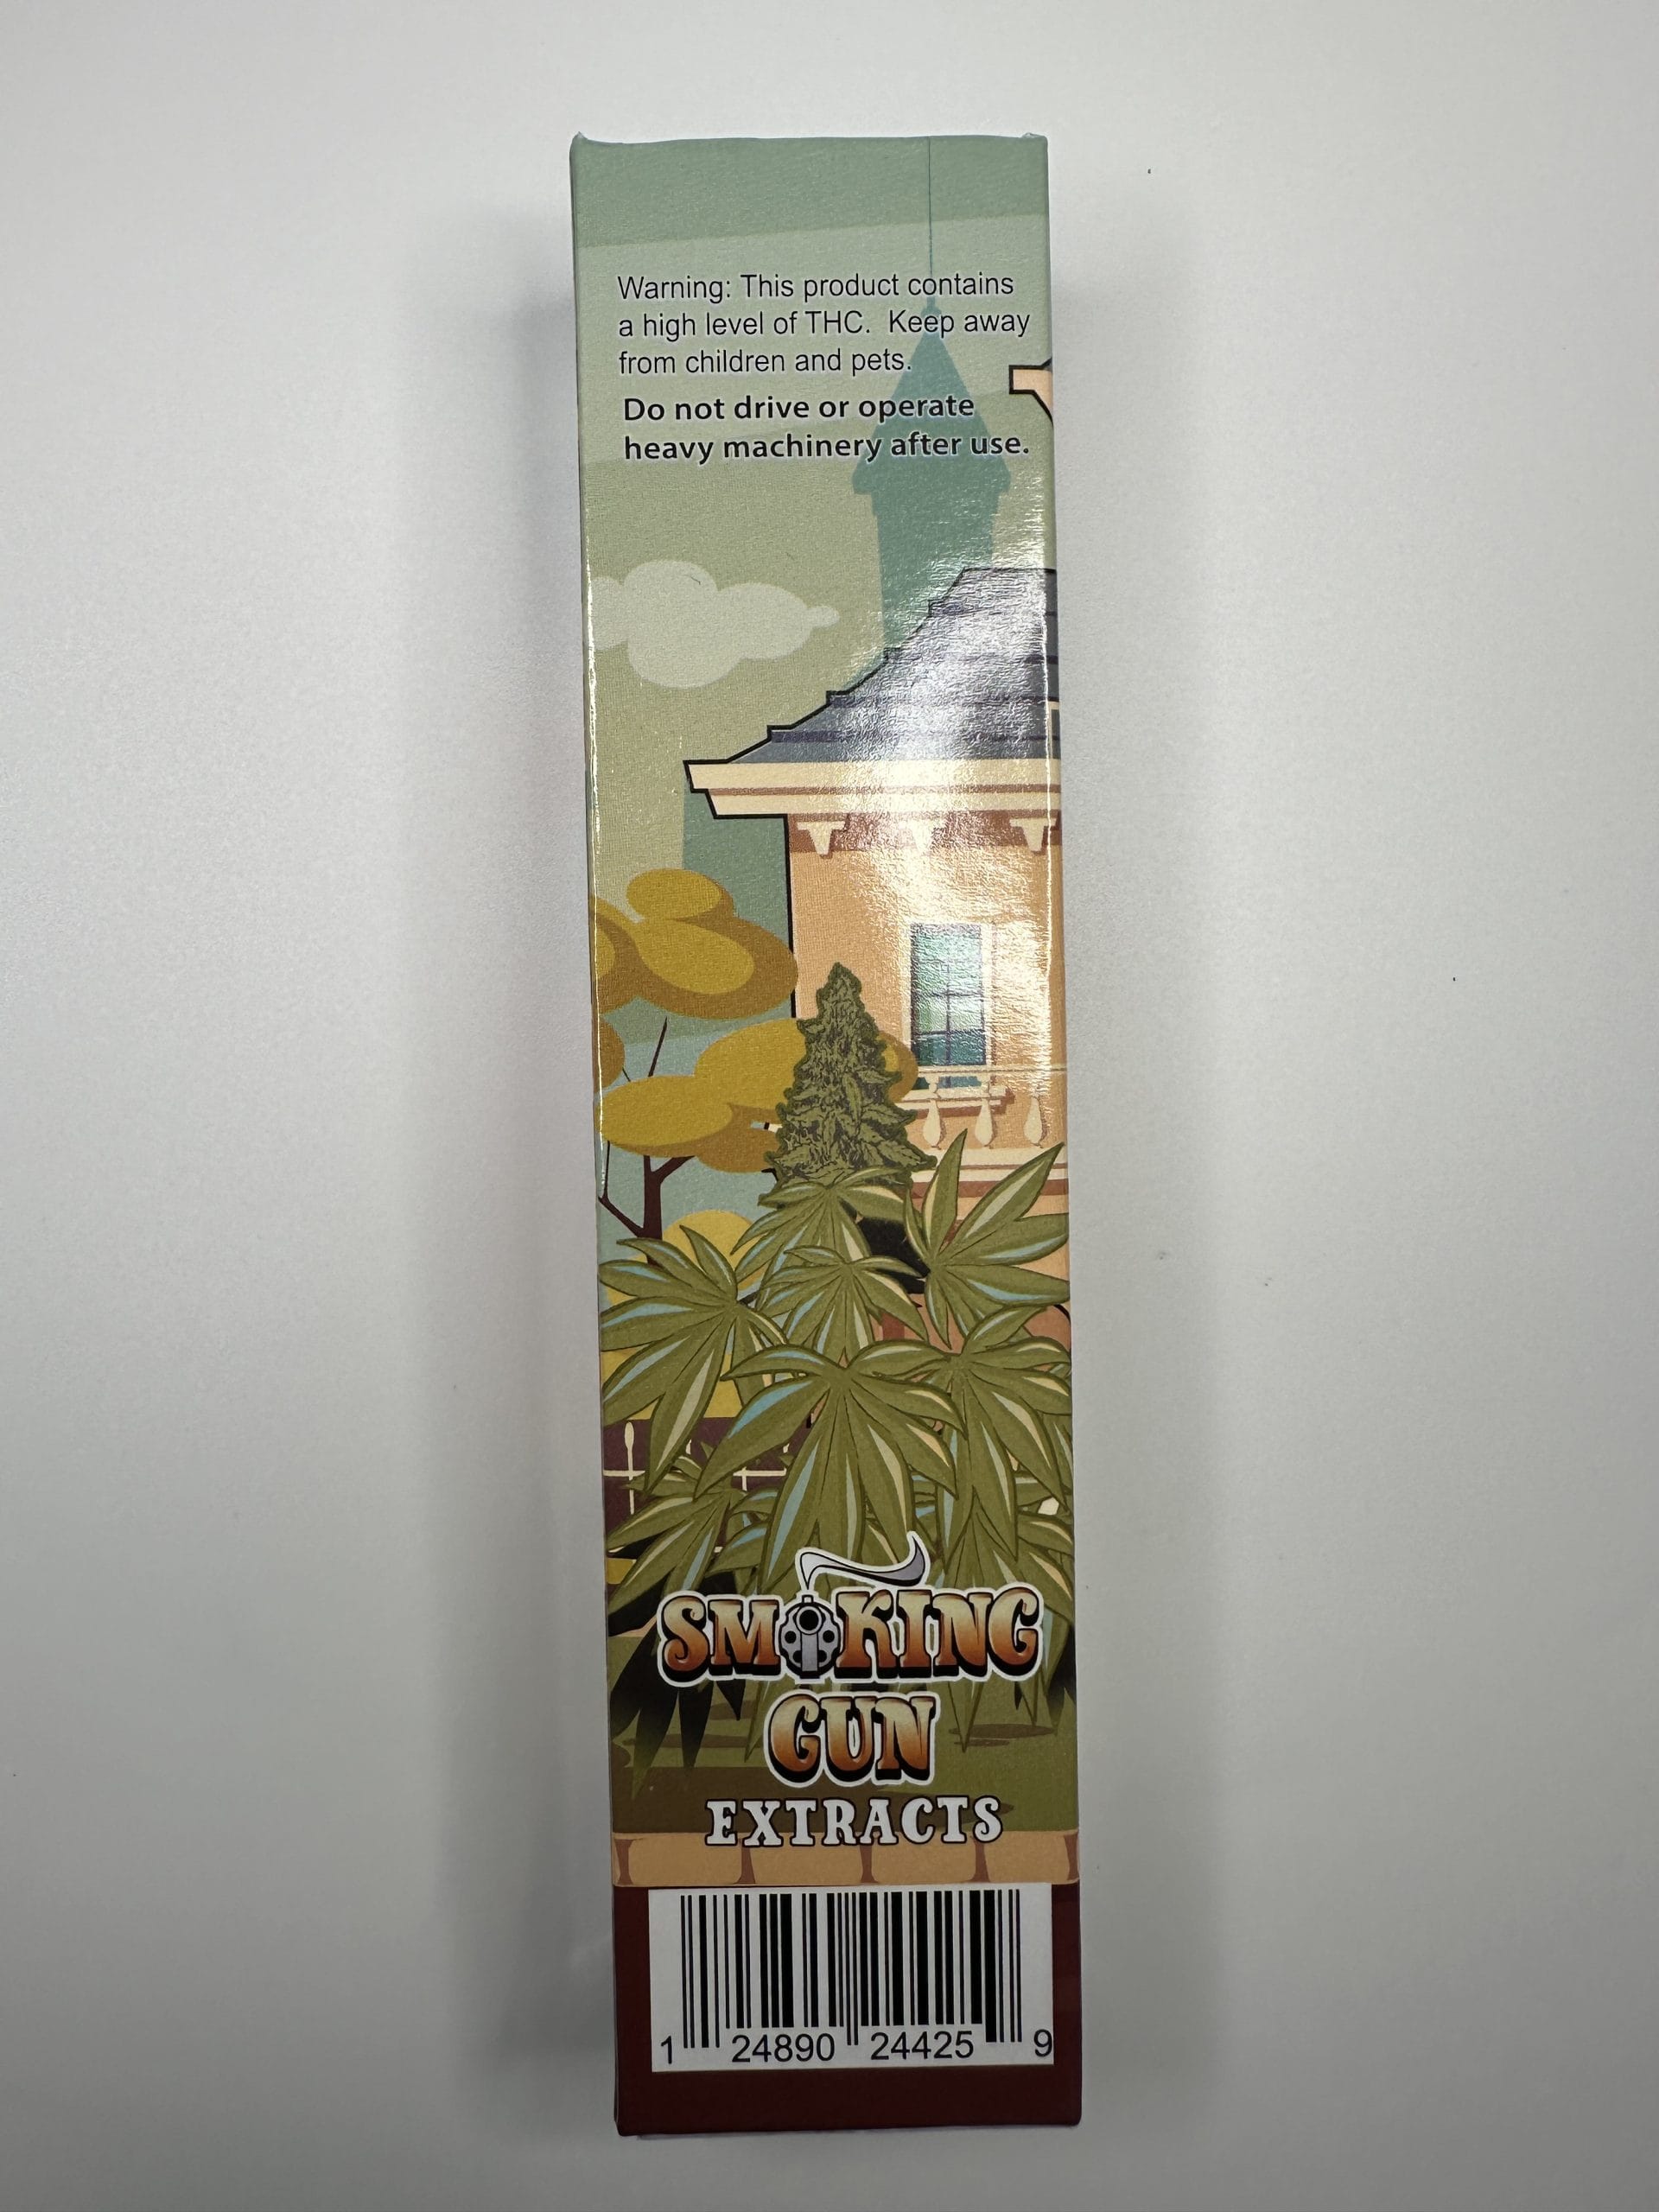 Warning: This product contains
a high level of THC. Keep away
from children and pets.
Do not drive or operate
heavy machinery after use.
SMOKING
GUN
EXTRACTS
1 24890 24425 9